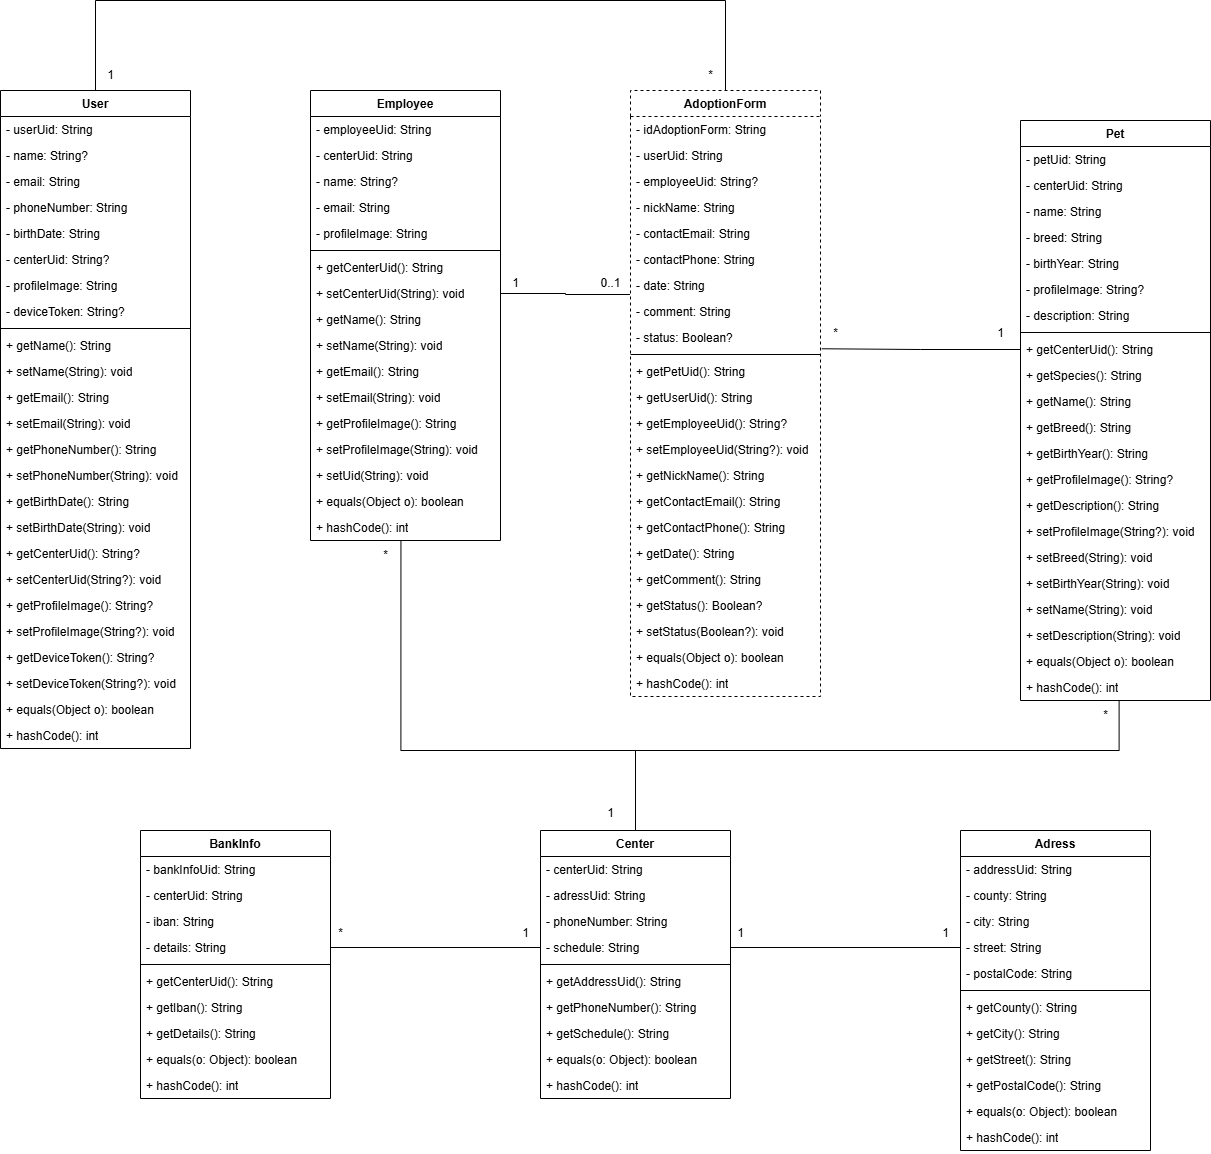 1
*
User
- userUid: String
- name: String?
- email: String
- phoneNumber: String
- birthDate: String
- centerUid: String?
- profileImage: String
- deviceToken: String?
+ getName(): String
+ setName(String): void
+ getEmail(): String
+ setEmail(String): void
+ getPhoneNumber(): String
+ setPhoneNumber(String): void
+ getBirthDate(): String
+ setBirthDate(String): void
+ getCenterUid(): String?
+ setCenterUid(String?): void
+ getProfileImage(): String?
+ setProfileImage(String?): void
+ getDeviceToken(): String?
+ setDeviceToken(String?): void
+ equals(Object o): boolean
+ hashCode(): int
Employee
- employeeUid: String
- centerUid: String
- name: String?
- email: String
- profileImage: String
+ getCenterUid(): String
+ setCenterUid(String): void
+ getName(): String
+ setName(String): void
+ getEmail(): String
+ setEmail(String): void
+ getProfileImage(): String
+ setProfileImage(String): void
+ setUid(String): void
+ equals(Object o): boolean
+ hashCode(): int
*
1
0..1
AdoptionForm
- idAdoptionForm: String
- userUid: String
- employeeUid: String?
- nickName: String
- contactEmail: String
- contactPhone: String
- date: String
- comment: String
- status: Boolean?
+ getPetUid(): String
+ getUserUid(): String
+ getEmployeeUid(): String?
+ setEmployeeUid(String?): void
+ getNickName(): String
+ getContactEmail(): String
+ getContactPhone(): String
+ getDate(): String
+ getComment(): String
+ getStatus(): Boolean?
+ setStatus(Boolean?): void
+ equals(Object o): boolean
+ hashCode(): int
*
1
Pet
- petUid: String
- centerUid: String
- name: String
- breed: String
- birthYear: String
- profileImage: String?
- description: String
+ getCenterUid(): String
+ getSpecies(): String
+ getName(): String
+ getBreed(): String
+ getBirthYear(): String
+ getProfileImage(): String?
+ getDescription(): String
+ setProfileImage(String?): void
+ setBreed(String): void
+ setBirthYear(String): void
+ setName(String): void
+ setDescription(String): void
+ equals(Object o): boolean
+ hashCode(): int
*
1
BankInfo
- bankInfoUid: String
- centerUid: String
- iban: String
- details: String
+ getCenterUid(): String
+ getIban(): String
+ getDetails(): String
+ equals(o: Object): boolean
+ hashCode(): int
*
1
Center
- centerUid: String
- adressUid: String
- phoneNumber: String
- schedule: String
+ getAddressUid(): String
+ getPhoneNumber(): String
+ getSchedule(): String
+ equals(o: Object): boolean
+ hashCode(): int
1
1
Adress
- addressUid: String
- county: String
- city: String
- street: String
- postalCode: String
+ getCounty(): String
+ getCity(): String
+ getStreet(): String
+ getPostalCode(): String
+ equals(o: Object): boolean
+ hashCode(): int